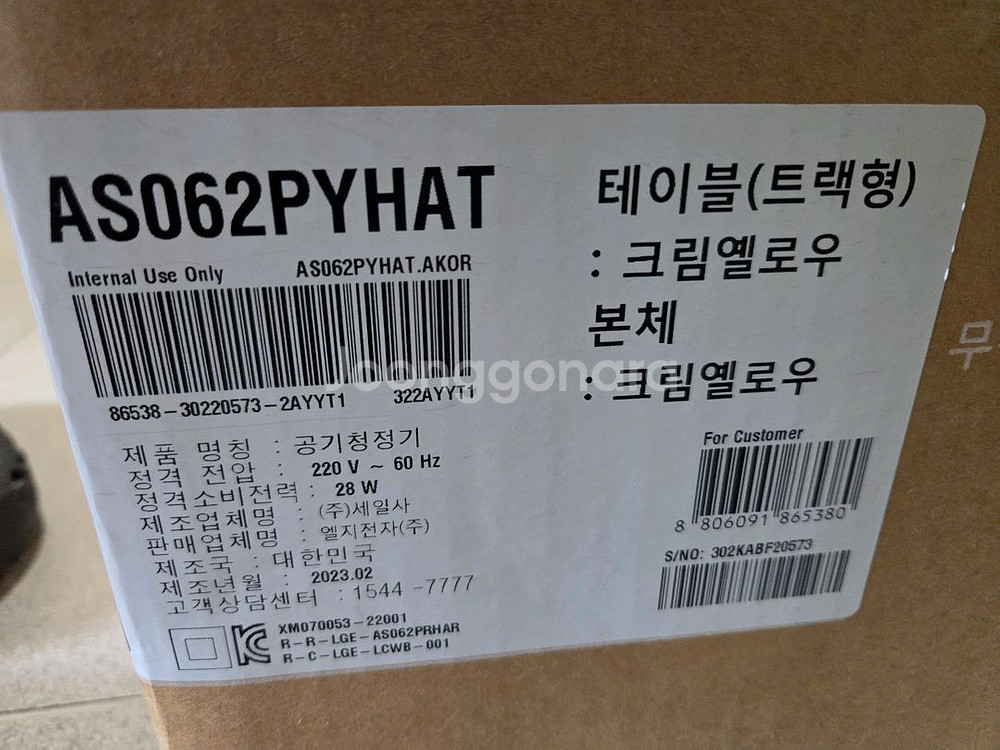 AS062PYHAT
Internal Use Only AS062PYHAT.AKOR
86538-30220573-2AYYT1 322AYYT1
테이블(트랙형)
: 크림옐로우
본체
: 크림옐로우
제품 명칭 : 공기청정기
정격 전압 : 220 V ~ 60 Hz
정격소비전력 : 28 W
제조업체명 : (주)세일사
판매업체명 : 엘지전자(주)
제조국 : 대한민국
제조년월 : 2023.02
고객상담센터 : 1544-7777
XM070053-22001
R-R-LGE-AS062PRHAR
R-C-LGE-LCWB-001
For Customer
8 806091 865380
S/NO: 302KABF20573
무
Joonggonara